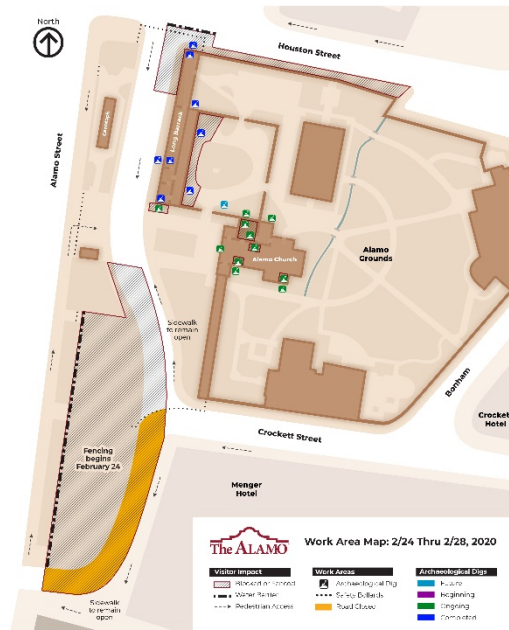 North
Houston Street
Alamo Street
Cenotaph
Long Barrack
Alamo Church
Alamo
Grounds
Sidewalk
to remain
open
Bonham
Crockett
Hotel
Crockett Street
Fencing
begins
February 24
Menger
Hotel
Sidewalk
to remain
open
The ALAMO
Work Area Map: 2/24 Thru 2/28, 2020
Visitor Impact
Blocked or Fenced
Water Barrier
Pedestrian Access
Work Areas
Archaeological Dig
Safety Bollards
Road Closed
Archaeological Digs
Future
Beginning
Ongoing
Completed